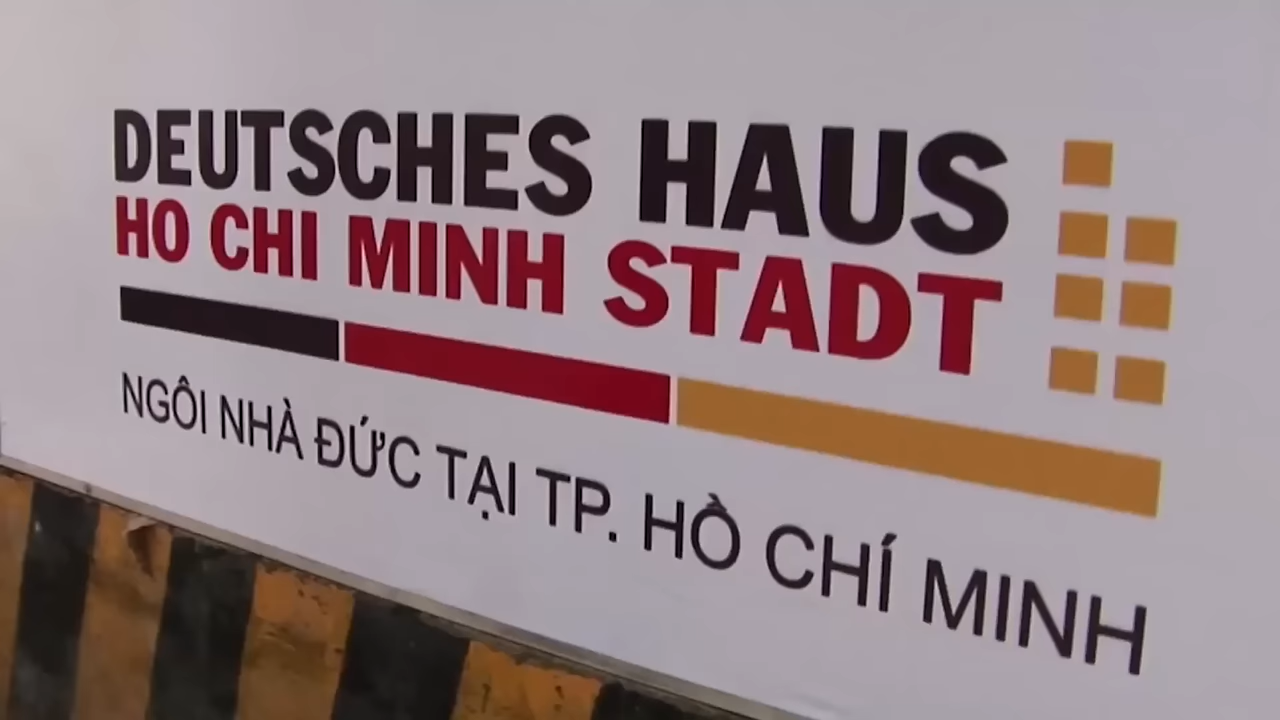 DEUTSCHES HAUS
HO CHI MINH STADT
NGÔI NHÀ ĐỨC TẠI TP. HỒ CHÍ MINH